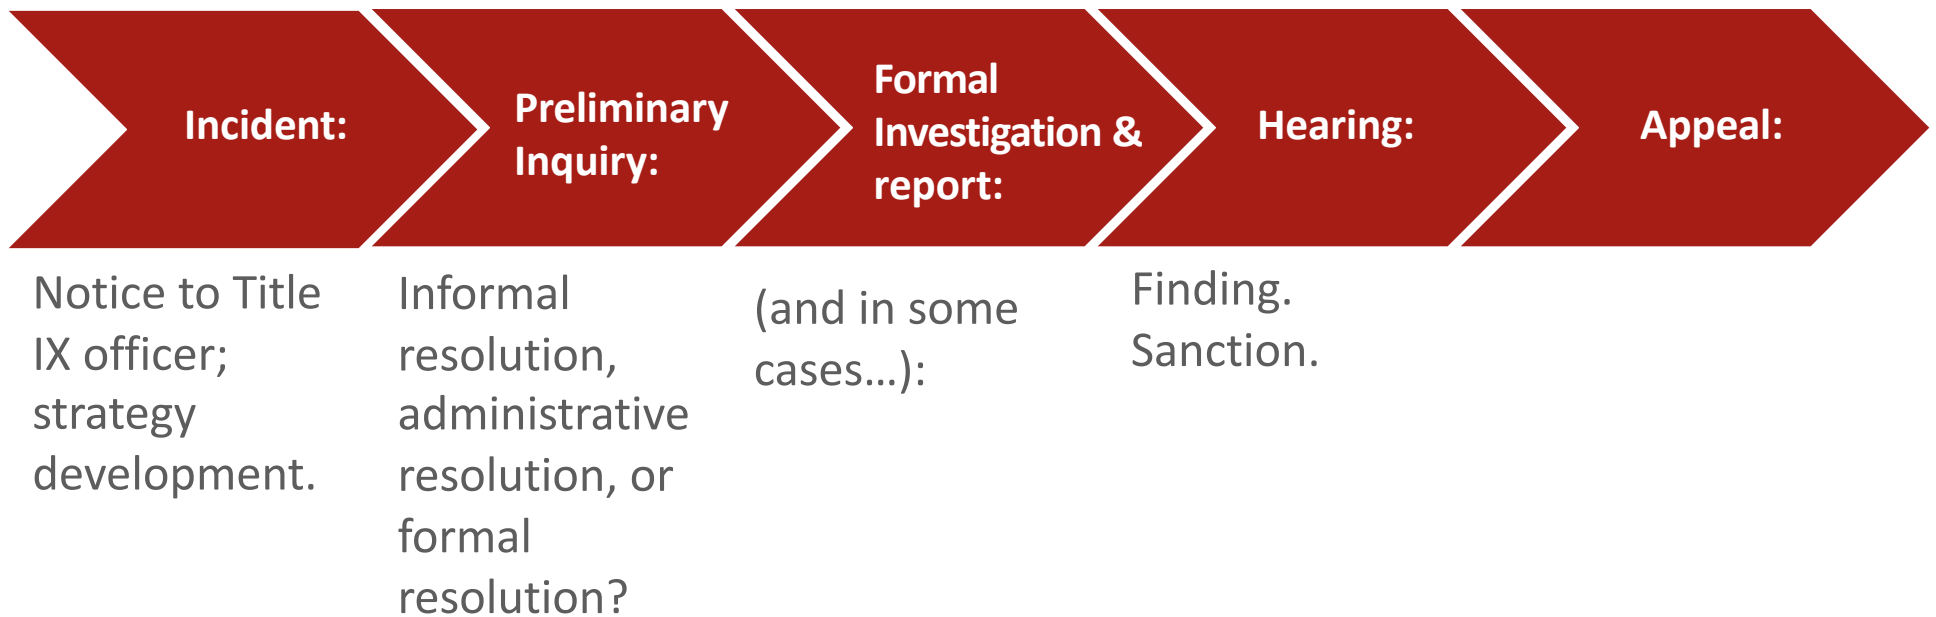 Incident:
Preliminary
Inquiry:
Formal
Investigation &
report:
Hearing:
Appeal:
Notice to Title
IX officer;
strategy
development.
Informal
resolution,
administrative
resolution, or
formal
resolution?
(and in some
cases…):
Finding.
Sanction.